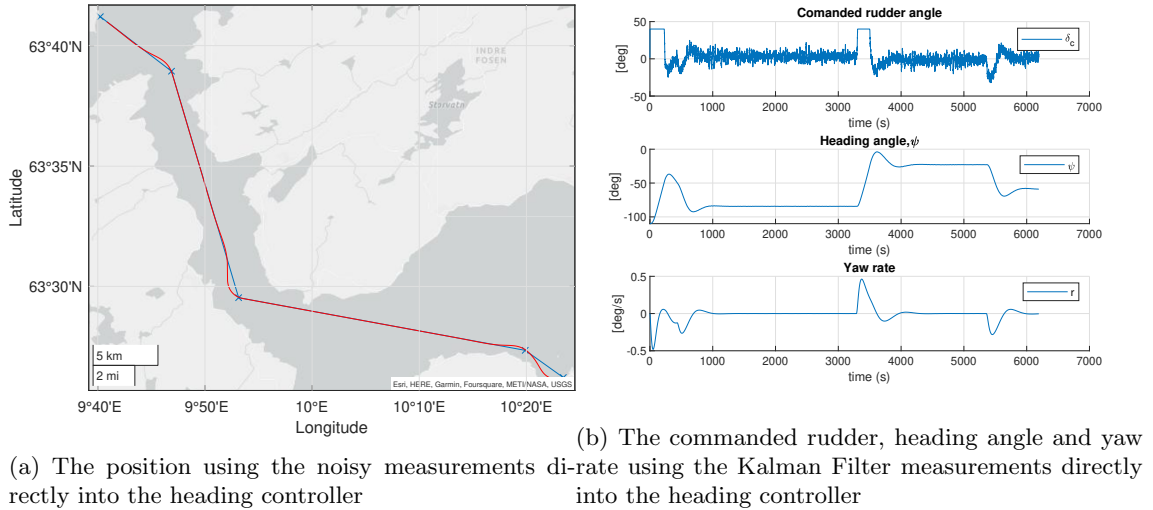 63°40'N
63°35'N
63°30'N
Latitude
INDRE
FOSEN
Storvatn
5 km
2 mi
Esri, HERE, Garmin, Foursquare, METI/NASA, USGS
9°40'E 9°50'E 10°E 10°10'E 10°20'E
Longitude
(a) The position using the noisy measurements di-
rectly into the heading controller
Comanded rudder angle
δc
[deg]
50
0
-50
0 1000 2000 3000 4000 5000 6000 7000
time (s)
Heading angle,ψ
ψ
[deg]
0
-50
-100
0 1000 2000 3000 4000 5000 6000 7000
time (s)
Yaw rate
r
[deg/s]
0.5
0
-0.5
0 1000 2000 3000 4000 5000 6000 7000
time (s)
(b) The commanded rudder, heading angle and yaw
rate using the Kalman Filter measurements directly
into the heading controller